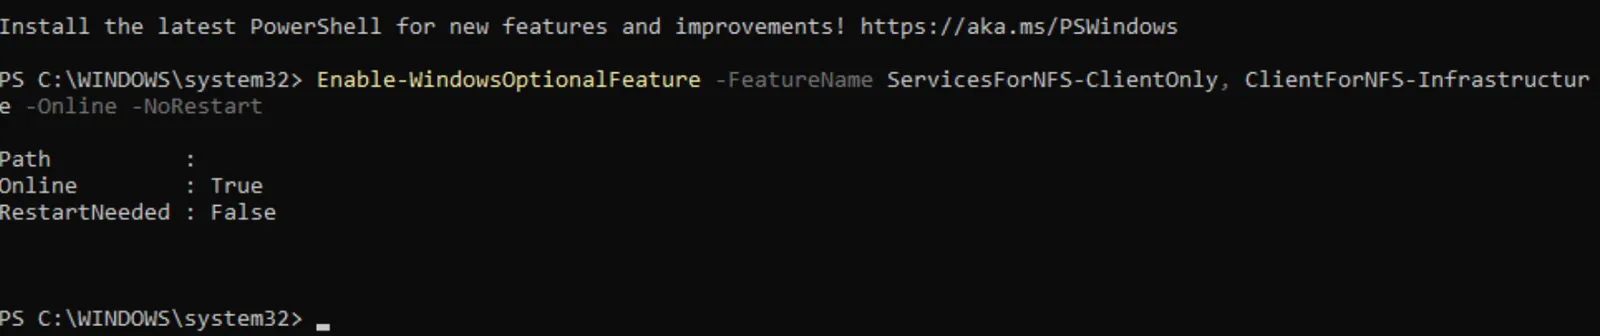 Install the latest PowerShell for new features and improvements! https://aka.ms/PSWindows
PS C:\WINDOWS\system32> Enable-WindowsOptionalFeature -FeatureName ServicesForNFS-ClientOnly, ClientForNFS-Infrastructur
e -Online -NoRestart
Path          :
Online        : True
RestartNeeded : False
PS C:\WINDOWS\system32>